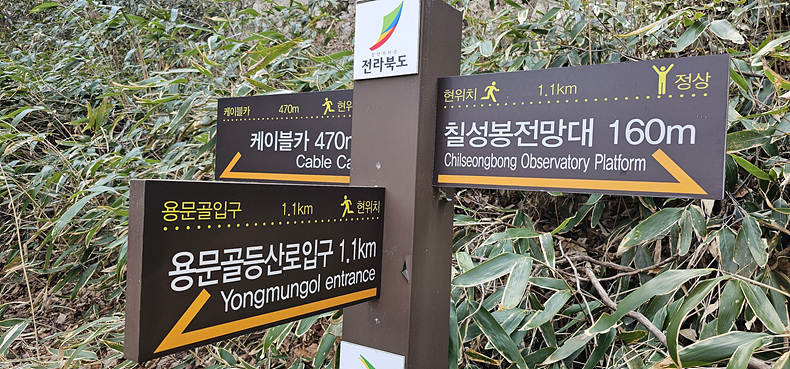 전라북도
케이블카 470m 현위
케이블카 470m
Cable Ca
현위치 1.1km 정상
칠성봉전망대 160m
Chilseongbong Observatory Platform
용문골입구 1.1km 현위치
용문골등산로입구 1.1km
Yongmungol entrance